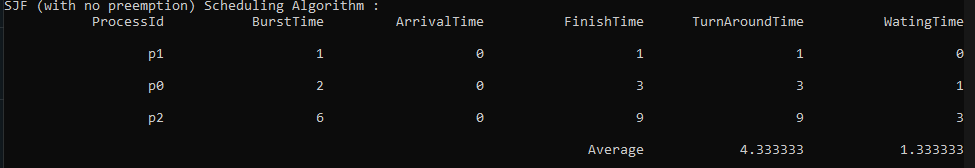 SJF (with no preemption) Scheduling Algorithm :
ProcessId BurstTime ArrivalTime FinishTime TurnAroundTime WatingTime
p1 1 0 1 1 0
p0 2 0 3 3 1
p2 6 0 9 9 3
Average 4.333333 1.333333